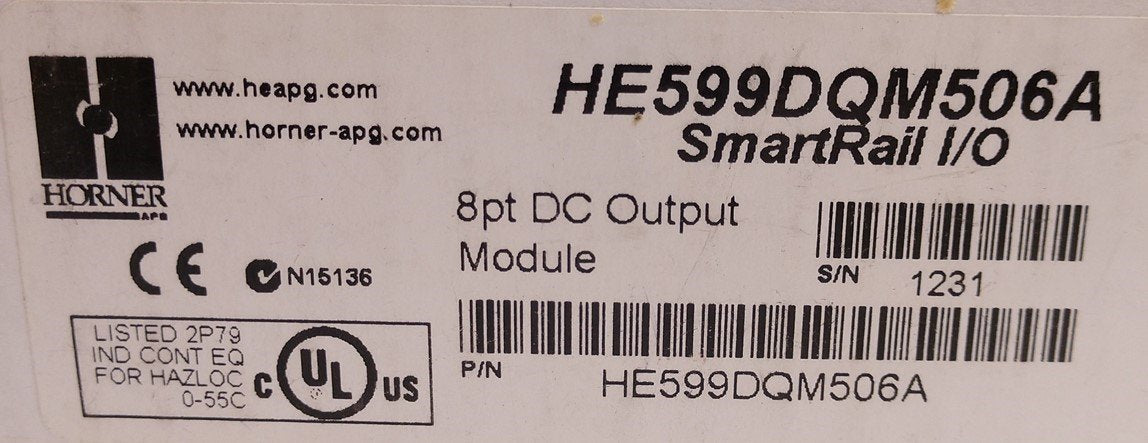 www.heapg.com
www.horner-apg.com
HORNER
APG
HE599DQM506A
SmartRail I/O
8pt DC Output
Module
S/N 1231
CE
N15136
LISTED 2P79
IND CONT EQ
FOR HAZLOC
0-55C
C UL US
P/N HE599DQM506A